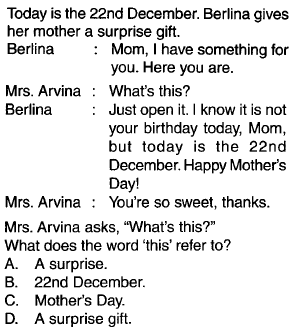 Today is the 22nd December. Berlina gives
her mother a surprise gift.
Berlina : Mom, I have something for
you. Here you are.
Mrs. Arvina : What's this?
Berlina : Just open it. I know it is not
your birthday today, Mom,
but today is the 22nd
December. Happy Mother's
Day!
Mrs. Arvina : You're so sweet, thanks.
Mrs. Arvina asks, "What's this?"
What does the word 'this' refer to?
A. A surprise.
B. 22nd December.
C. Mother's Day.
D. A surprise gift.